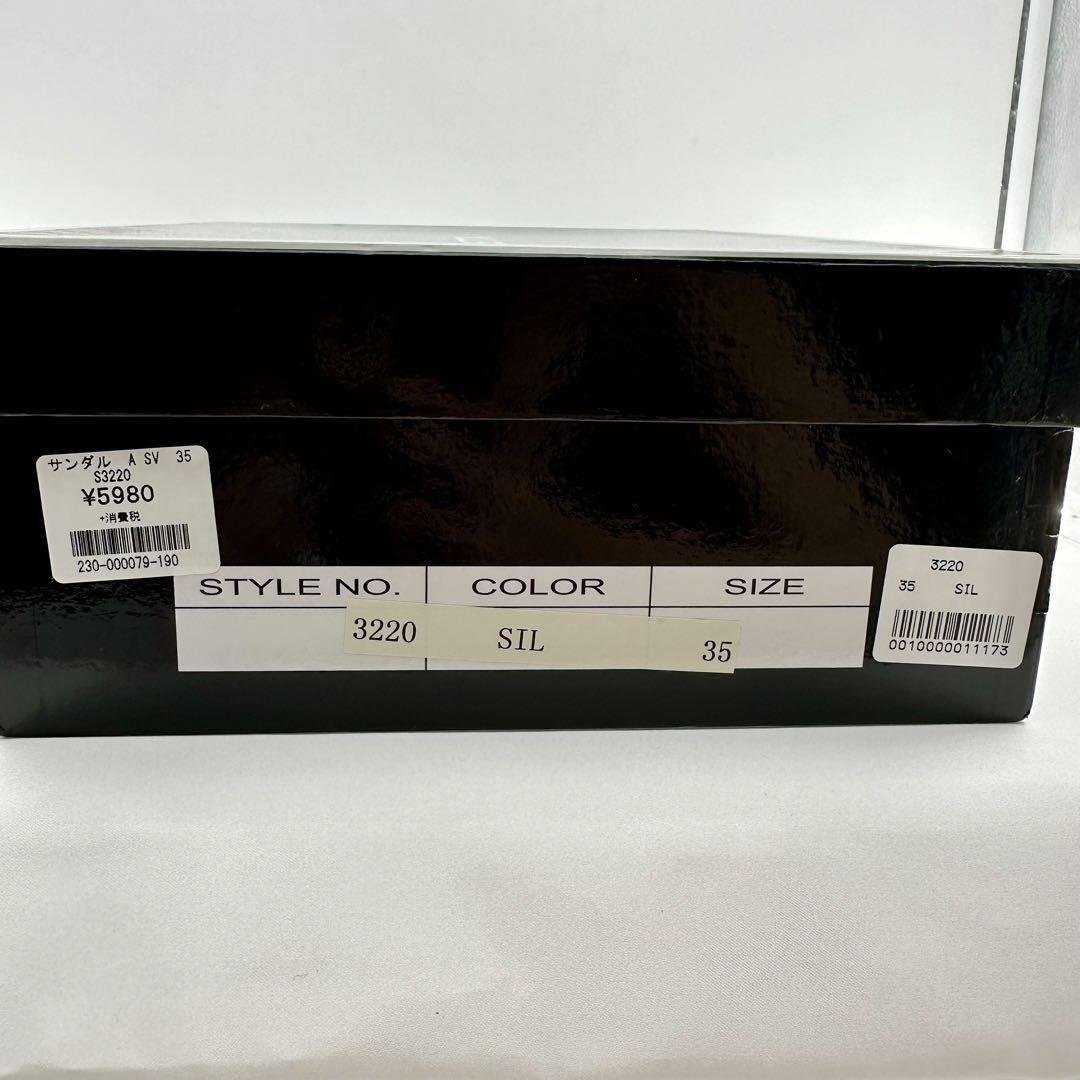 サンダル A SV 35
S3220
¥5980
+消費税
230-000079-190
STYLE NO. COLOR SIZE
3220 SIL 35
3220
35 SIL
0010000011173